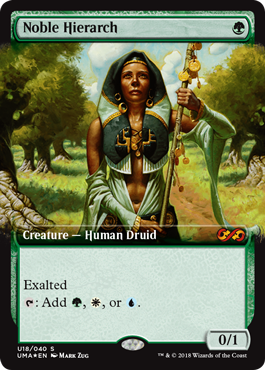 Noble Hierarch
Creature — Human Druid
Exalted
: Add , , or .
0/1
U18/040 S
UMA EN Mark Zug
™ & © 2018 Wizards of the Coast